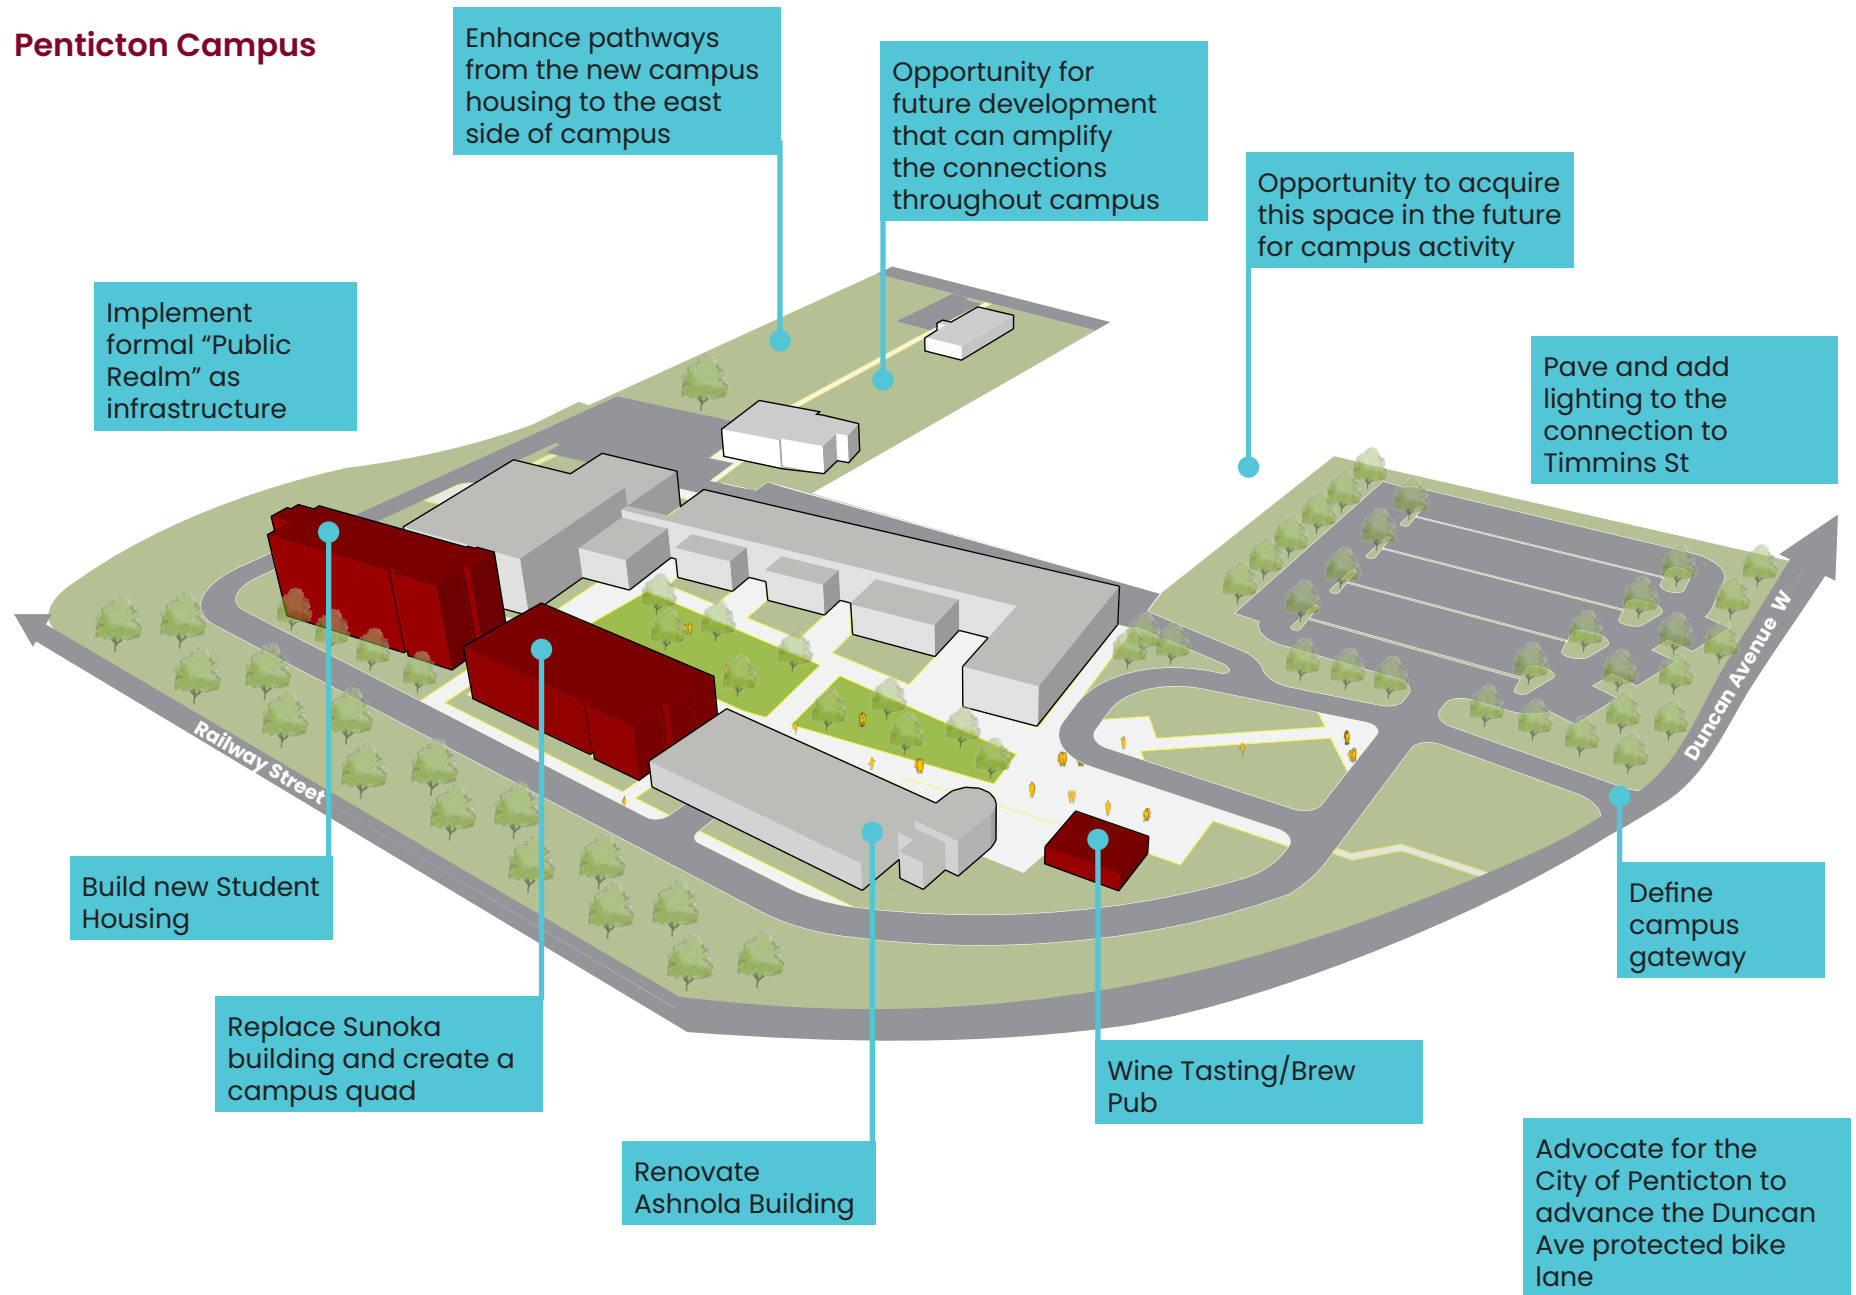 Penticton Campus
Enhance pathways
from the new campus
housing to the east
side of campus
Opportunity for
future development
that can amplify
the connections
throughout campus
Opportunity to acquire
this space in the future
for campus activity
Implement
formal “Public
Realm” as
infrastructure
Pave and add
lighting to the
connection to
Timmins St
Duncan Avenue W
Railway Street
Build new Student
Housing
Define
campus
gateway
Replace Sunoka
building and create a
campus quad
Wine Tasting/Brew
Pub
Renovate
Ashnola Building
Advocate for the
City of Penticton to
advance the Duncan
Ave protected bike
lane